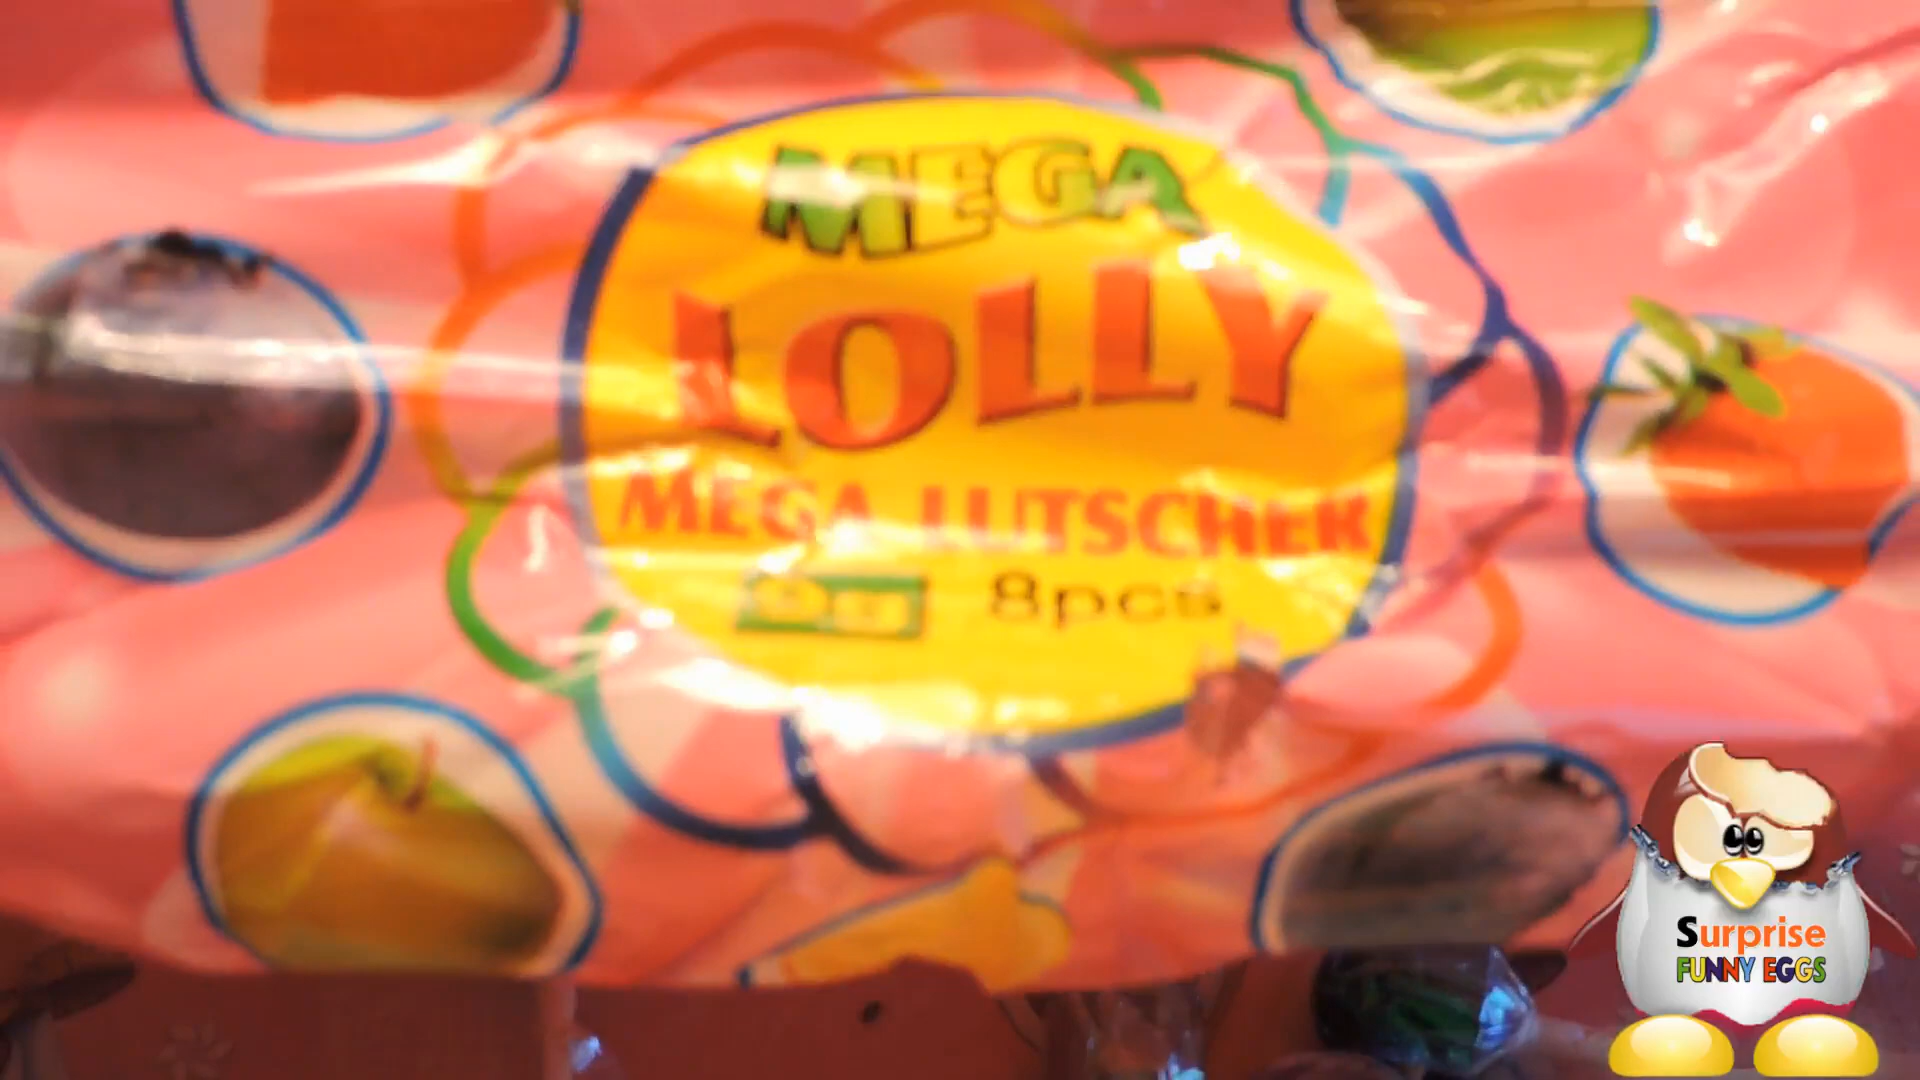 MEGA
LOLLY
MEGA LUTSCHER
8pcs
Surprise
FUNNY EGGS